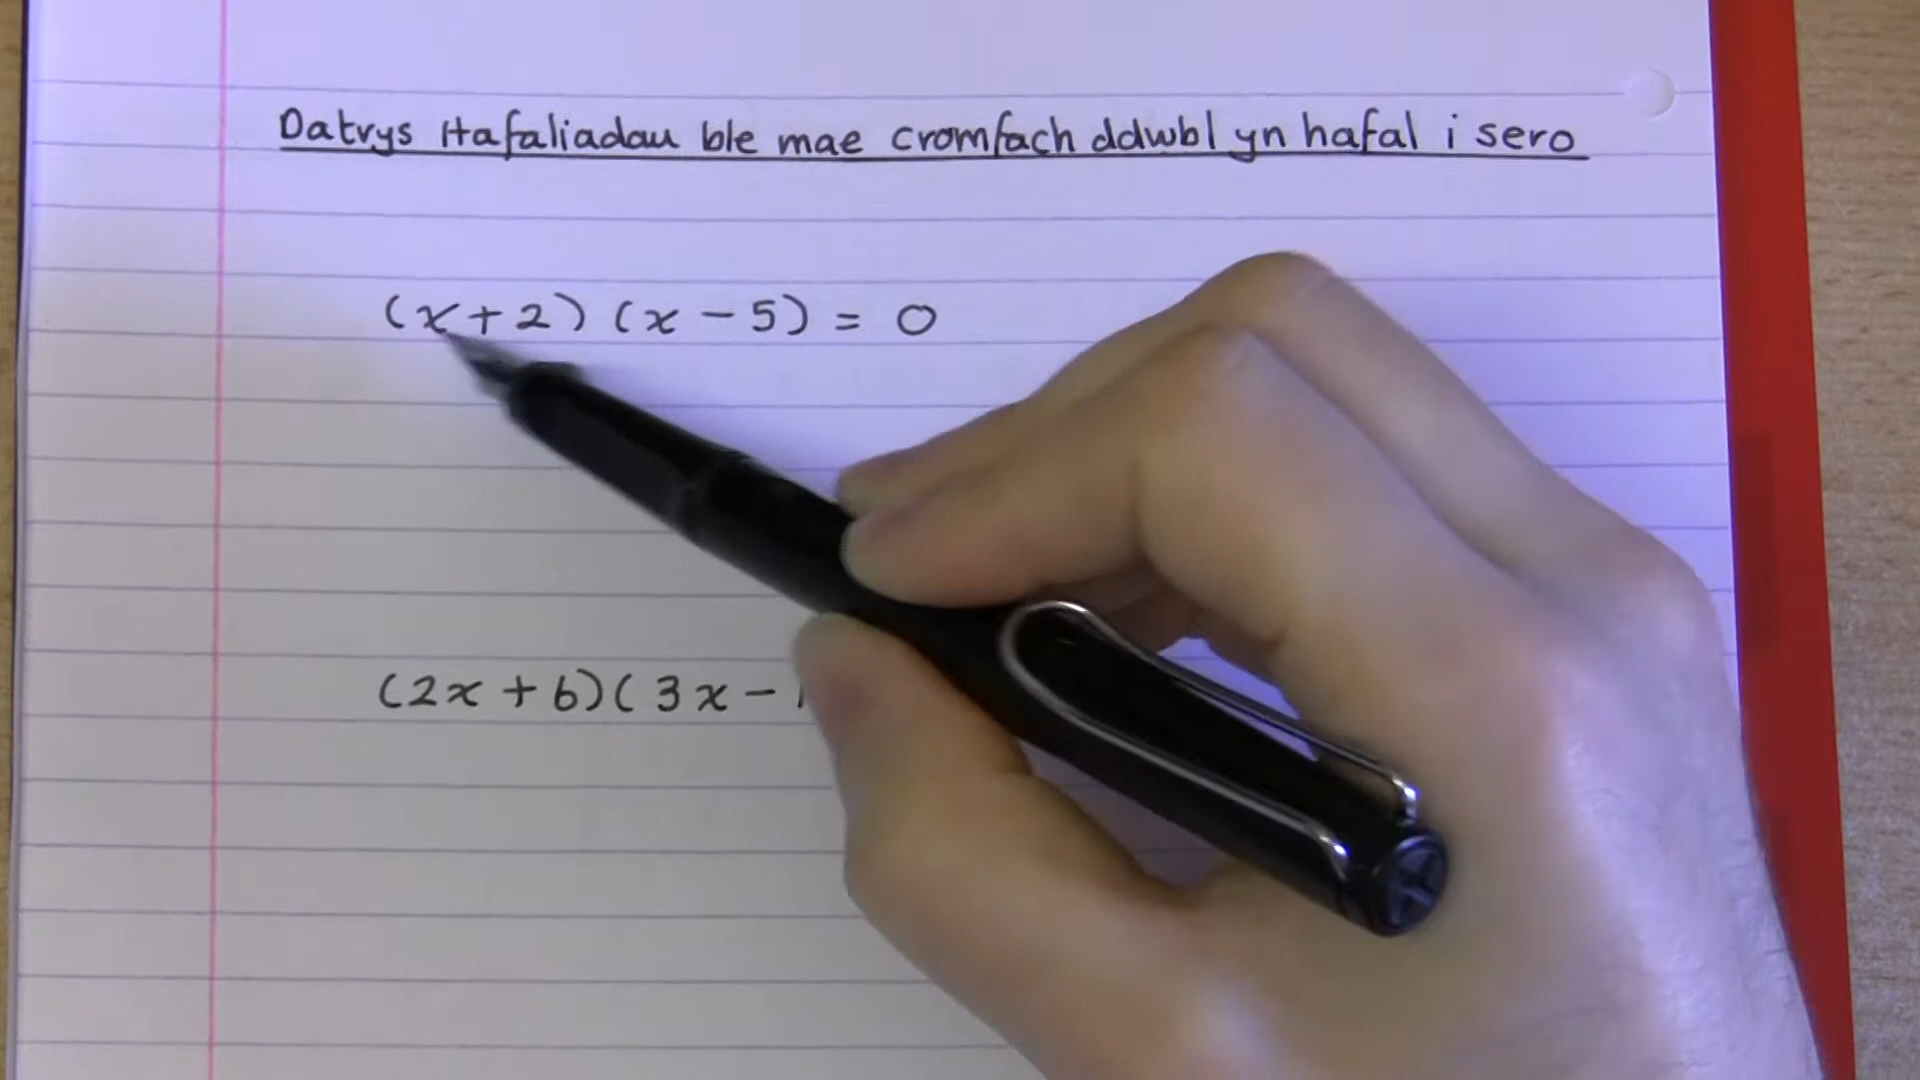 Datrys Hafaliadau ble mae cromfach ddwbl yn hafal i sero
(x+2)(x-5) = 0
(2x+6)(3x-